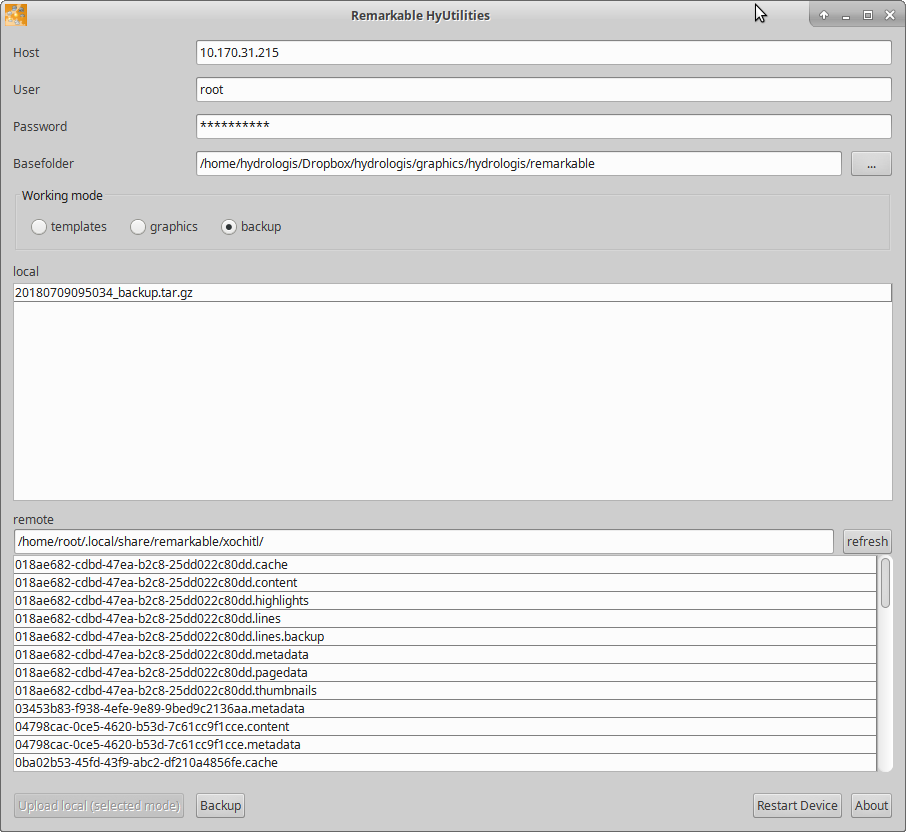 Remarkable HyUtilities
Host 10.170.31.215
User root
Password **********
Basefolder /home/hydrologis/Dropbox/hydrologis/graphics/hydrologis/remarkable ...
Working mode
templates graphics backup
local
20180709095034_backup.tar.gz
remote
/home/root/.local/share/remarkable/xochitl/ refresh
018ae682-cdbd-47ea-b2c8-25dd022c80dd.cache
018ae682-cdbd-47ea-b2c8-25dd022c80dd.content
018ae682-cdbd-47ea-b2c8-25dd022c80dd.highlights
018ae682-cdbd-47ea-b2c8-25dd022c80dd.lines
018ae682-cdbd-47ea-b2c8-25dd022c80dd.lines.backup
018ae682-cdbd-47ea-b2c8-25dd022c80dd.metadata
018ae682-cdbd-47ea-b2c8-25dd022c80dd.pagedata
018ae682-cdbd-47ea-b2c8-25dd022c80dd.thumbnails
03453b83-f938-4efe-9e89-9bed9c2136aa.metadata
04798cac-0ce5-4620-b53d-7c61cc9f1cce.content
04798cac-0ce5-4620-b53d-7c61cc9f1cce.metadata
0ba02b53-45fd-43f9-abc2-df210a4856fe.cache
Upload local (selected mode) Backup Restart Device About